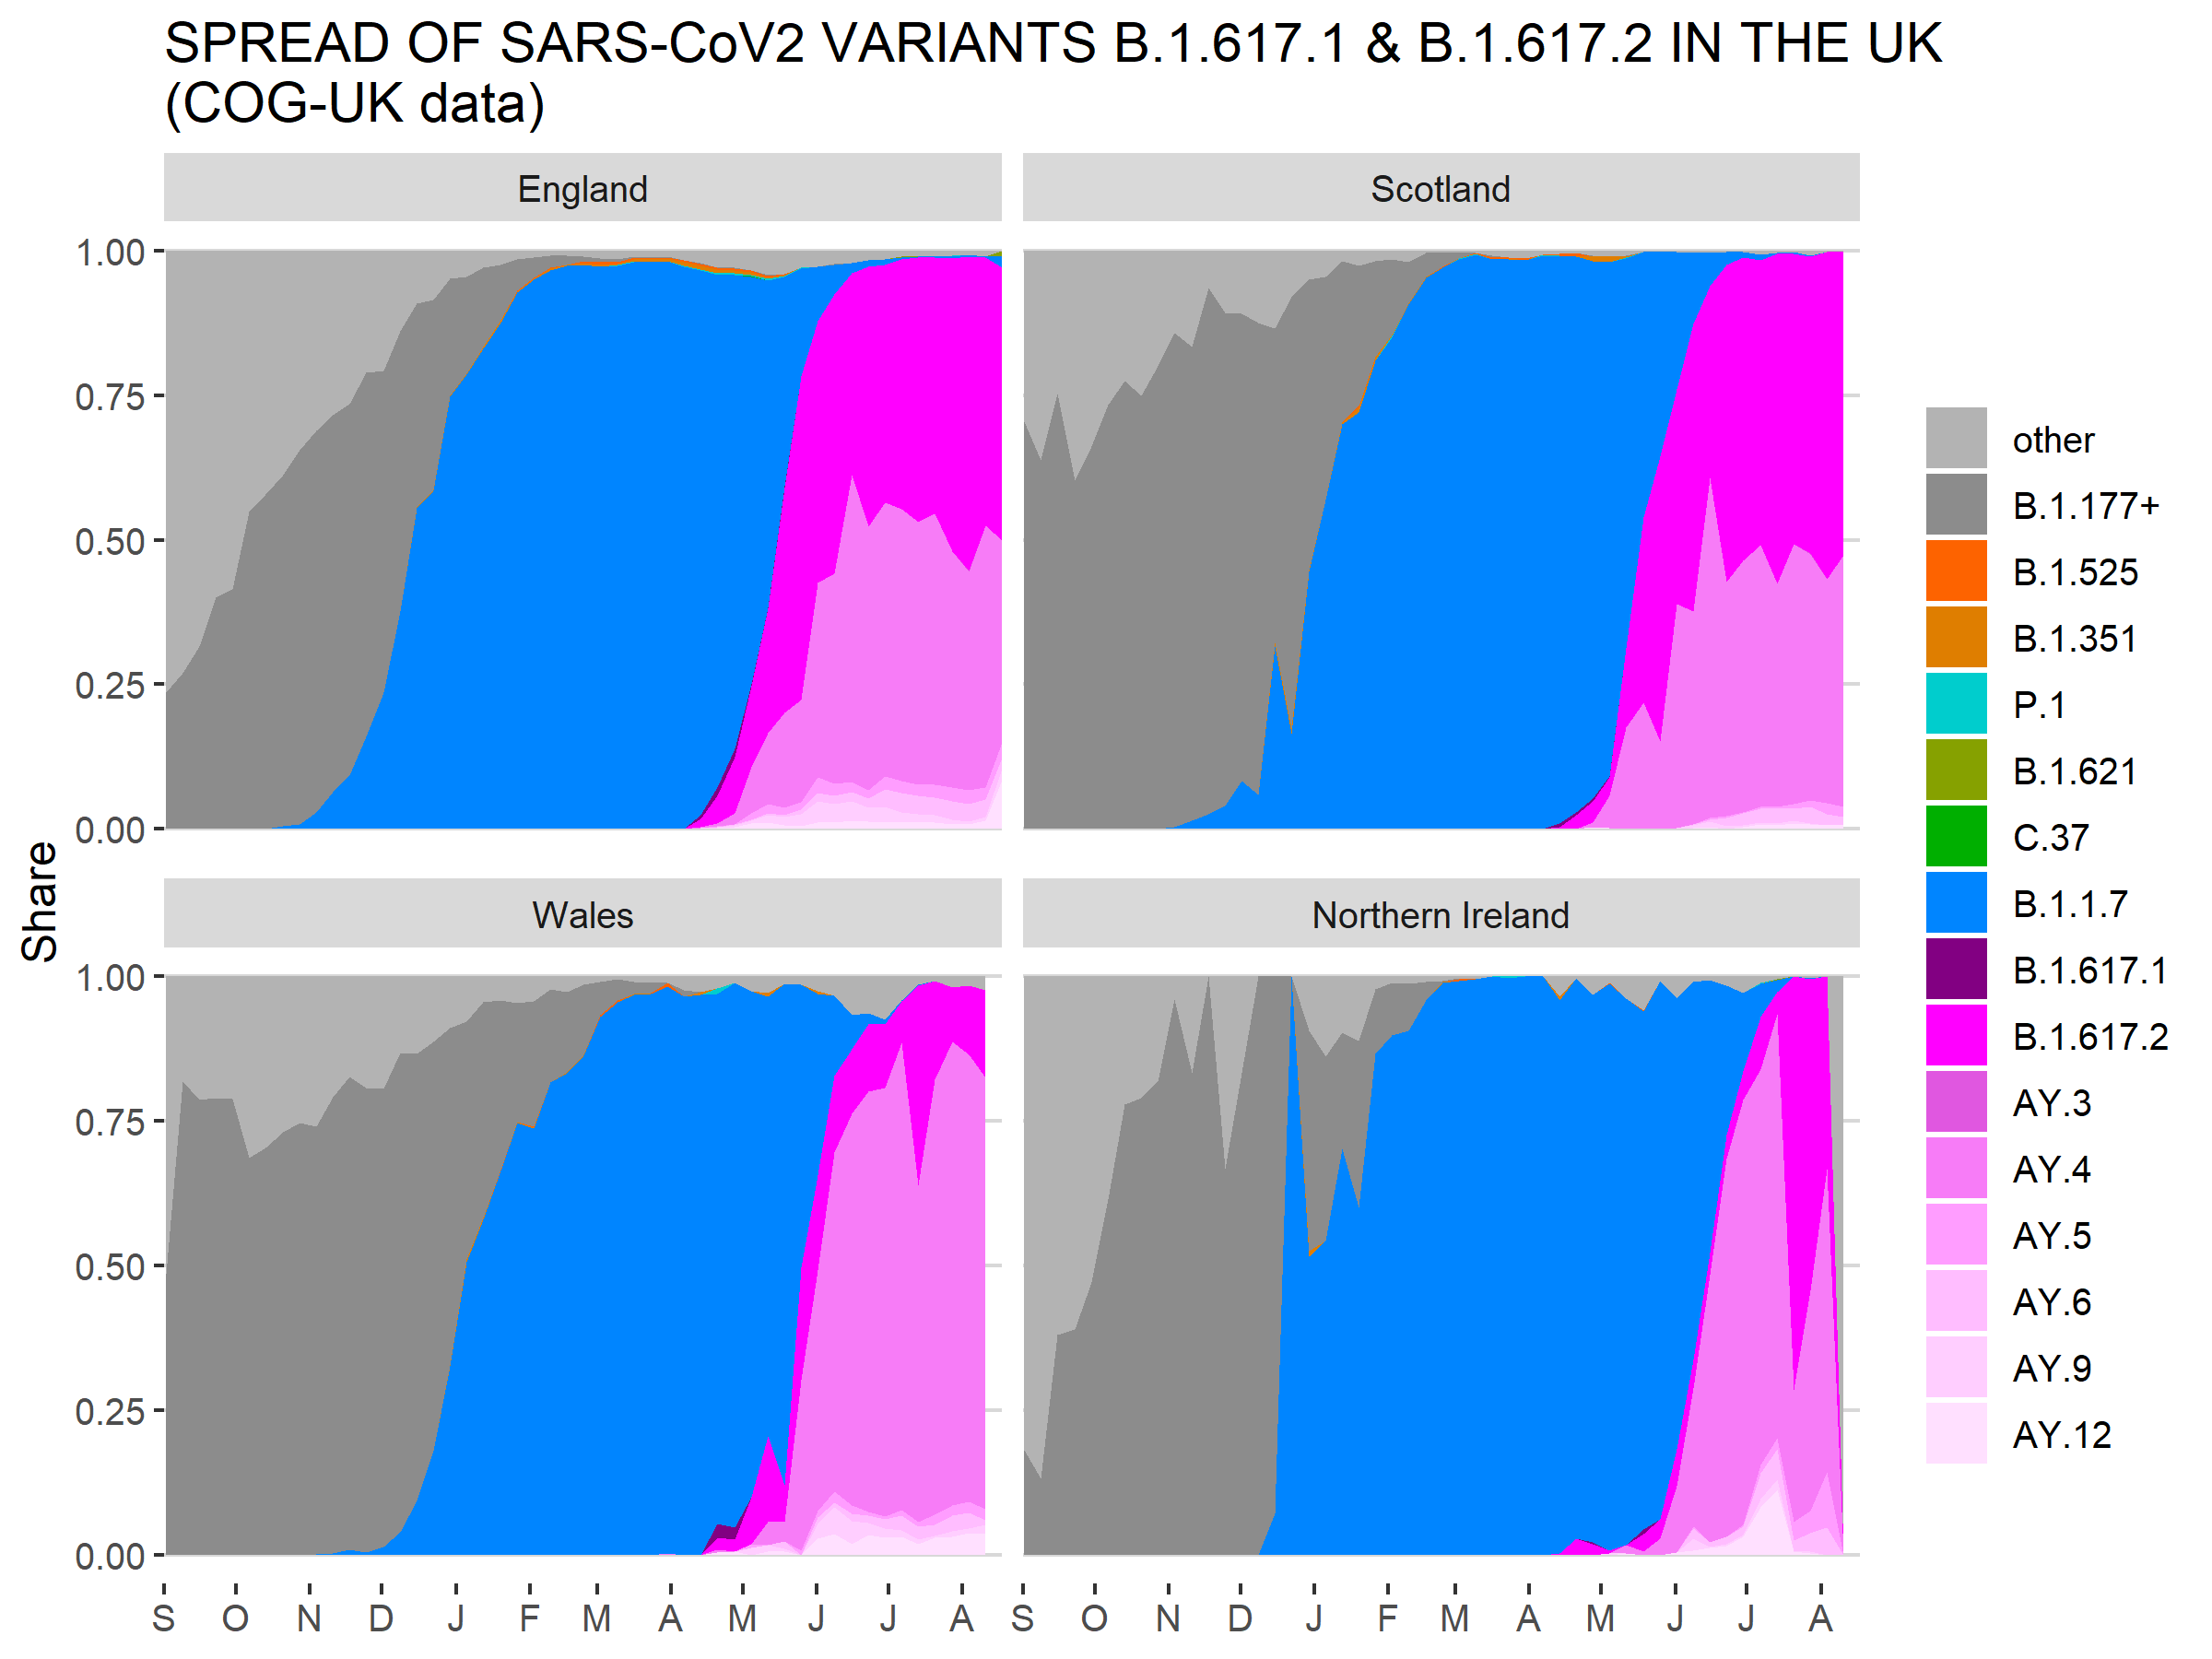 SPREAD OF SARS-CoV2 VARIANTS B.1.617.1 & B.1.617.2 IN THE UK
(COG-UK data)
England
Scotland
1.00
0.75
0.50
0.25
0.00
Share
Wales
Northern Ireland
1.00
0.75
0.50
0.25
0.00
S O N D J F M A M J J A
S O N D J F M A M J J A
other
B.1.177+
B.1.525
B.1.351
P.1
B.1.621
C.37
B.1.1.7
B.1.617.1
B.1.617.2
AY.3
AY.4
AY.5
AY.6
AY.9
AY.12